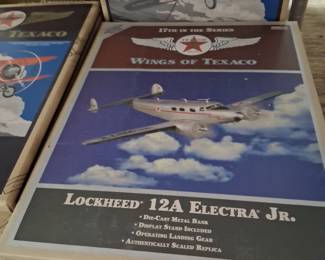 OF TEXACO
17TH IN THE SERIES
WINGS OF TEXACO
LOCKHEED® 12A ELECTRA® JR.
• DIE-CAST METAL BANK
• DISPLAY STAND INCLUDED
• OPERATING LANDING GEAR
• AUTHENTICALLY SCALED REPLICA